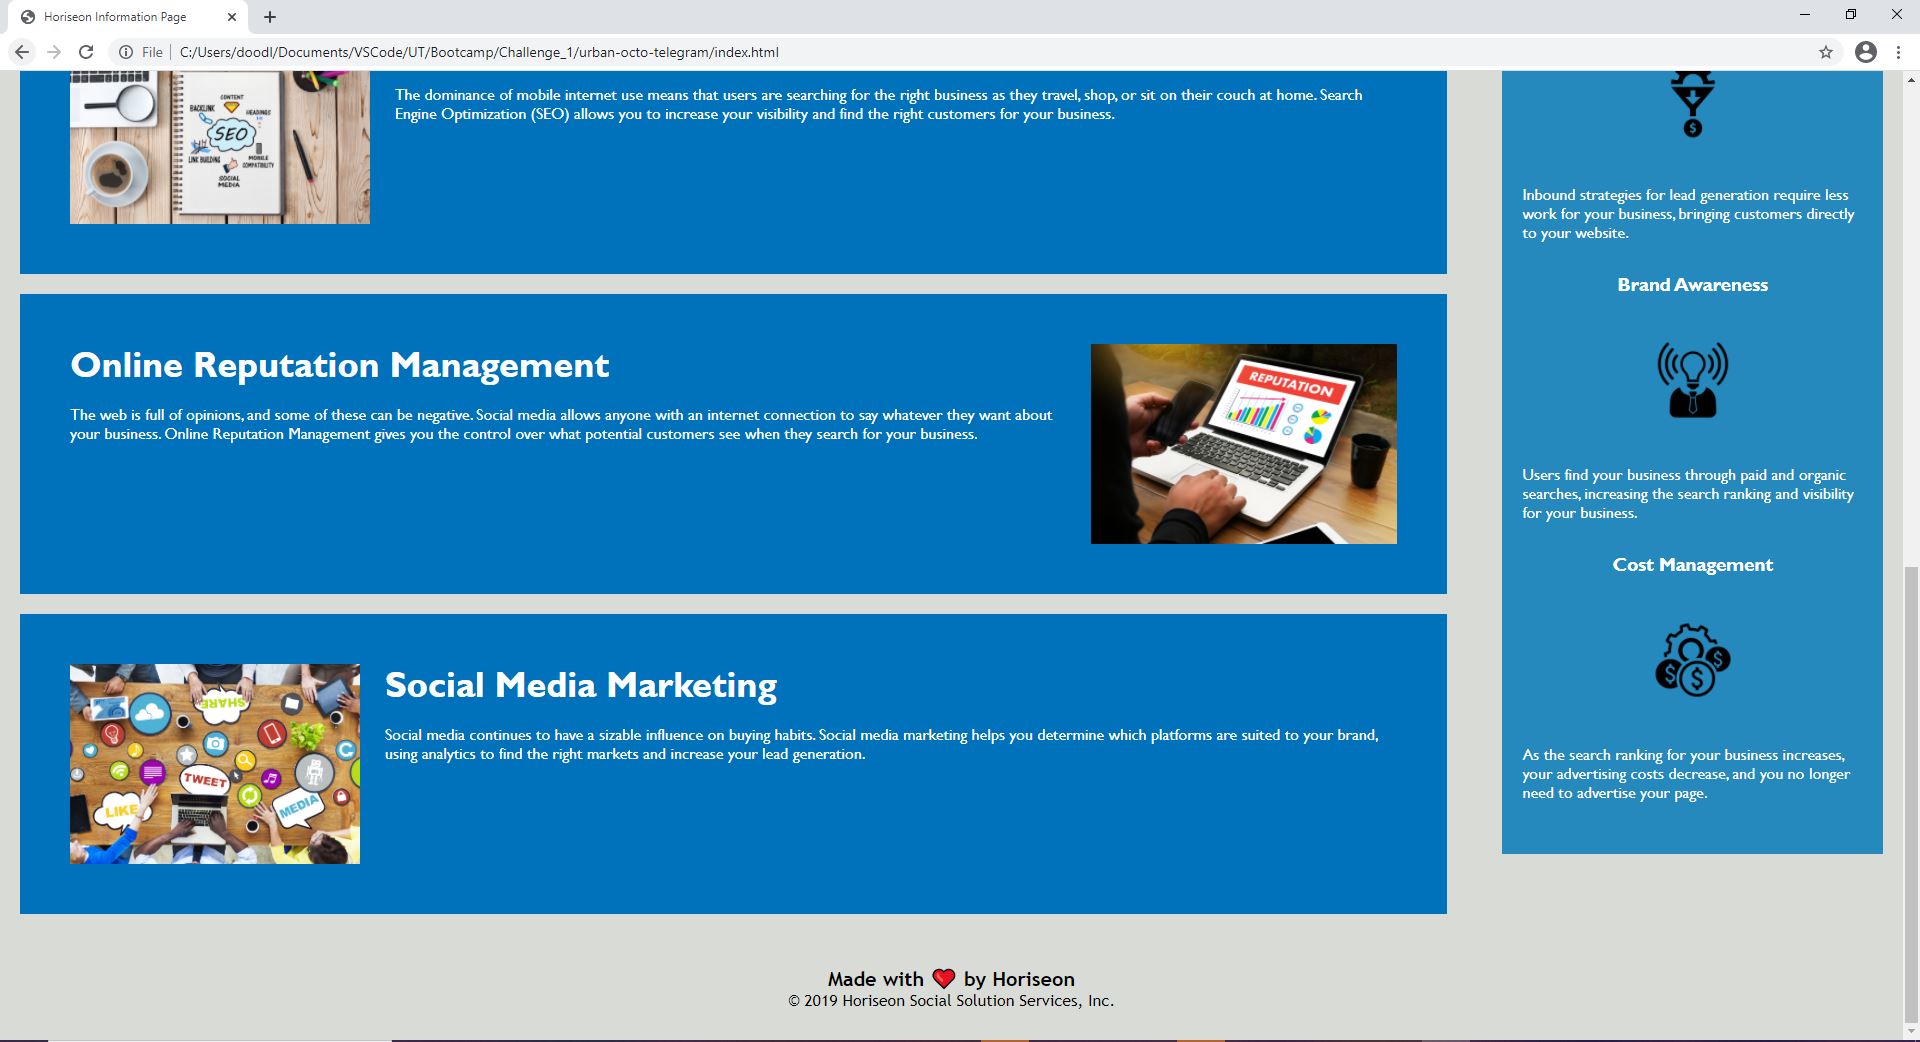 Horiseon Information Page
File
C:/Users/doodl/Documents/VSCode/UT/Bootcamp/Challenge_1/urban-octo-telegram/index.html
CONTENT
BACKLINK
HEADINGS
SEO
LINK BUILDING
MOBILE
COMPATIBILITY
SOCIAL
MEDIA
The dominance of mobile internet use means that users are searching for the right business as they travel, shop, or sit on their couch at home. Search
Engine Optimization (SEO) allows you to increase your visibility and find the right customers for your business.
Online Reputation Management
The web is full of opinions, and some of these can be negative. Social media allows anyone with an internet connection to say whatever they want about
your business. Online Reputation Management gives you the control over what potential customers see when they search for your business.
REPUTATION
SHARE
TWEET
LIKE
MEDIA
Social Media Marketing
Social media continues to have a sizable influence on buying habits. Social media marketing helps you determine which platforms are suited to your brand,
using analytics to find the right markets and increase your lead generation.
$
Inbound strategies for lead generation require less
work for your business, bringing customers directly
to your website.
Brand Awareness
Users find your business through paid and organic
searches, increasing the search ranking and visibility
for your business.
Cost Management
$ $ $
As the search ranking for your business increases,
your advertising costs decrease, and you no longer
need to advertise your page.
Made with ❤️ by Horiseon
© 2019 Horiseon Social Solution Services, Inc.